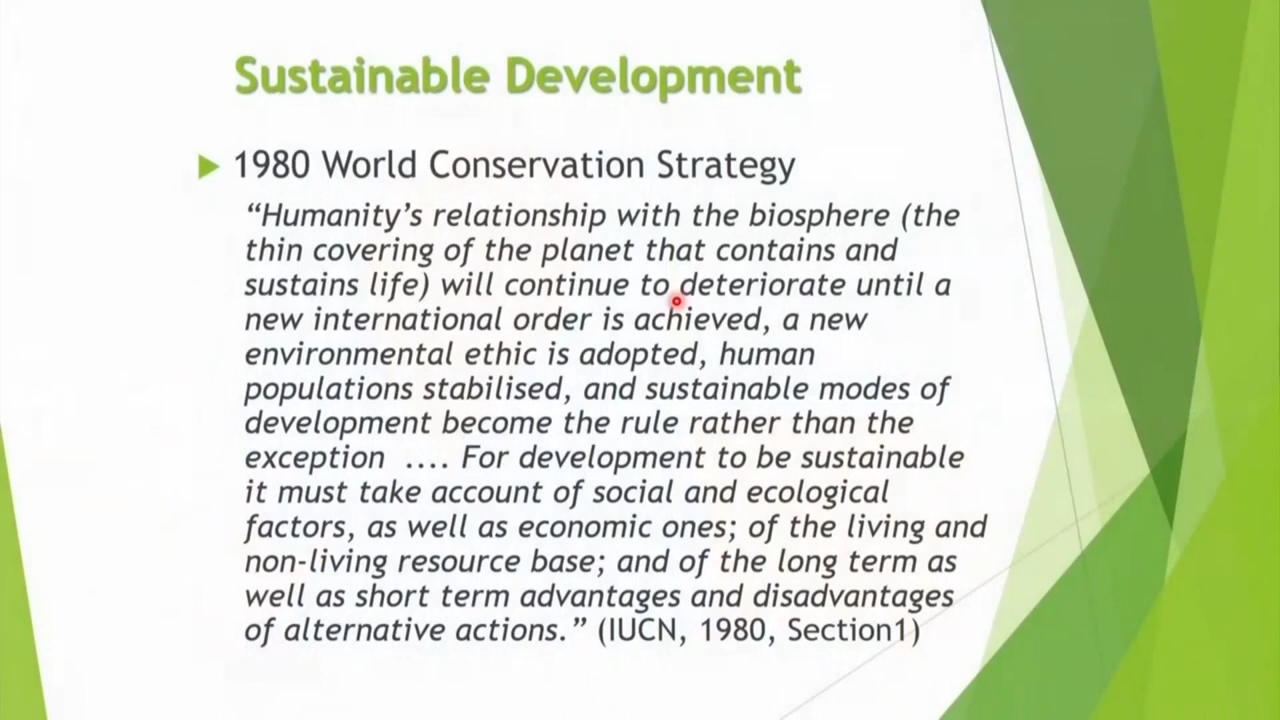 Sustainable Development
1980 World Conservation Strategy
“Humanity’s relationship with the biosphere (the
thin covering of the planet that contains and
sustains life) will continue to deteriorate until a
new international order is achieved, a new
environmental ethic is adopted, human
populations stabilised, and sustainable modes of
development become the rule rather than the
exception .... For development to be sustainable
it must take account of social and ecological
factors, as well as economic ones; of the living and
non-living resource base; and of the long term as
well as short term advantages and disadvantages
of alternative actions.” (IUCN, 1980, Section1)